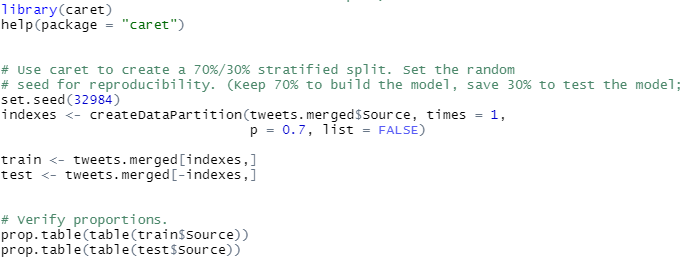 library(caret)
help(package = "caret")
# Use caret to create a 70%/30% stratified split. Set the random
# seed for reproducibility. (Keep 70% to build the model, save 30% to test the model;
set.seed(32984)
indexes <- createDataPartition(tweets.merged$Source, times = 1,
                               p = 0.7, list = FALSE)
train <- tweets.merged[indexes,]
test <- tweets.merged[-indexes,]
# Verify proportions.
prop.table(table(train$Source))
prop.table(table(test$Source))